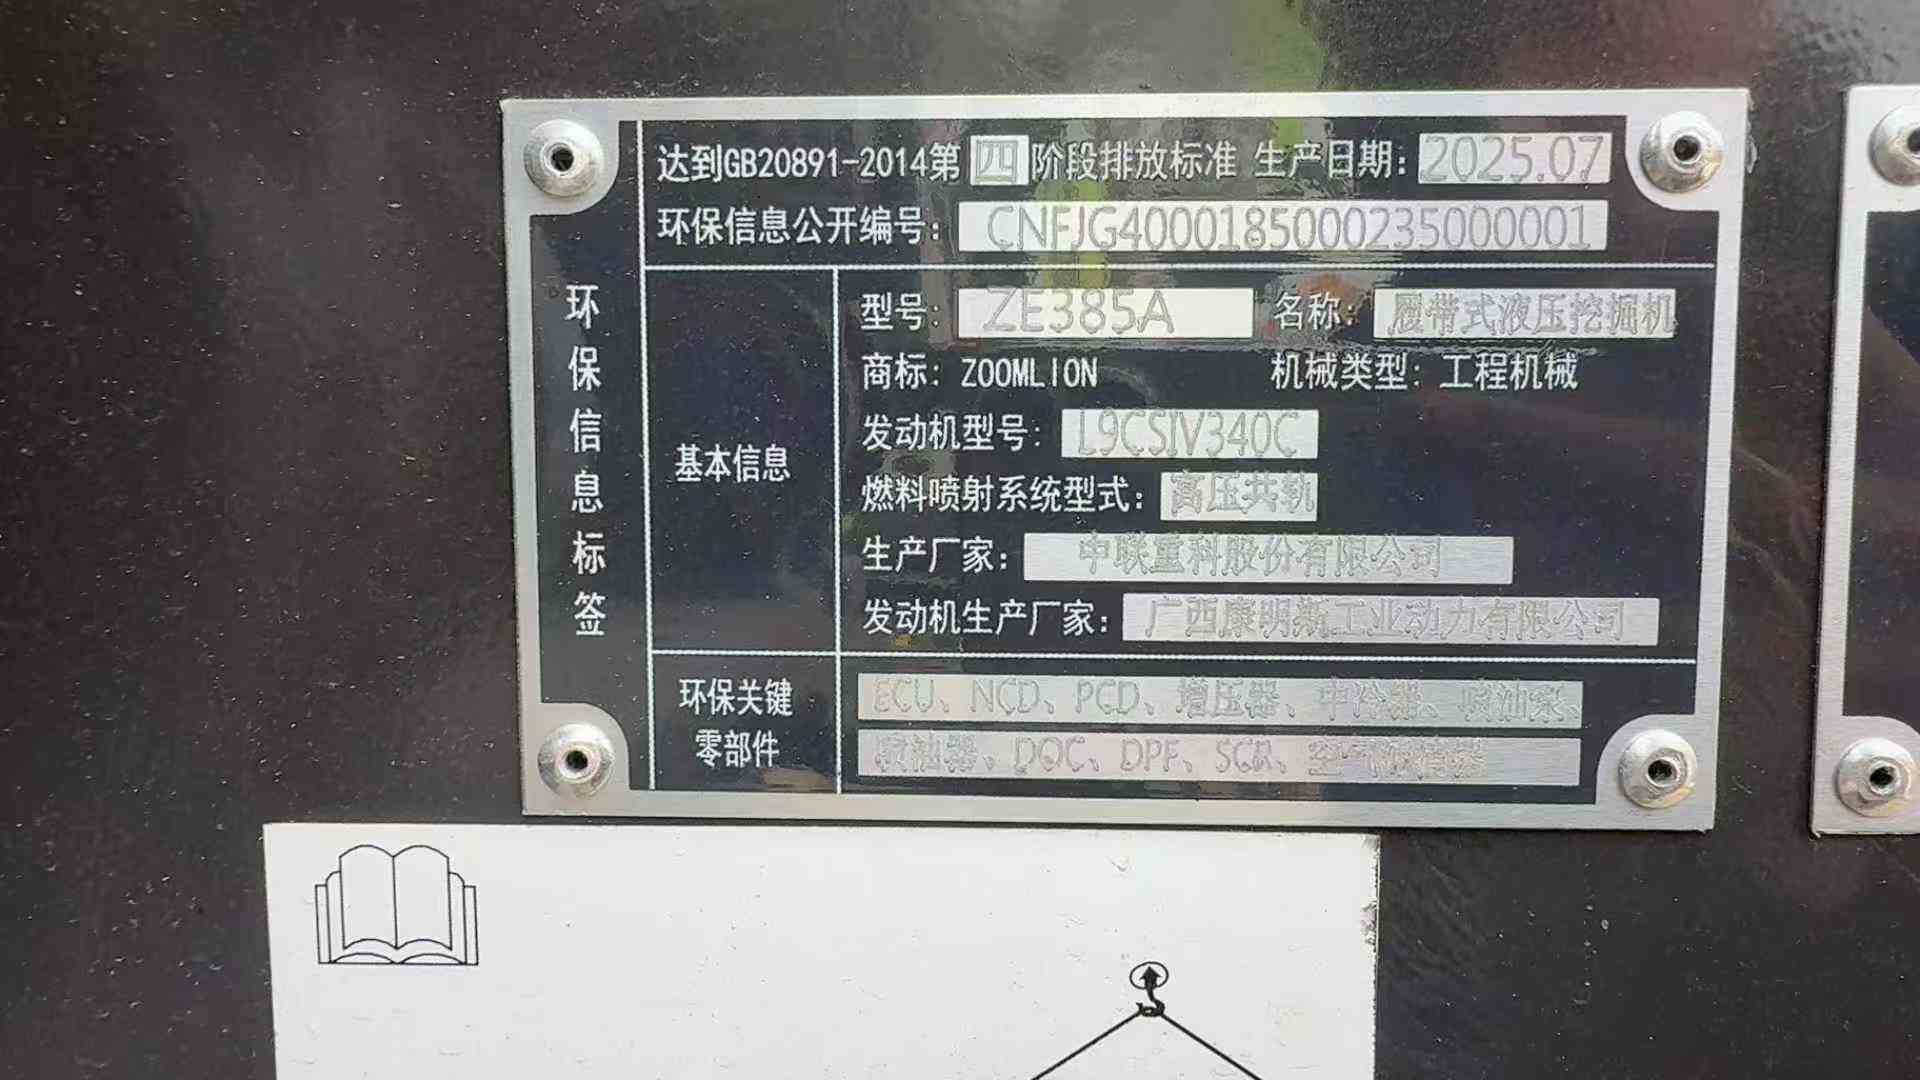 达到GB20891-2014第四阶段排放标准 生产日期：2025.07
环保信息公开编号：CNFJG4000185000235000001
环保信息标签
基本信息
型号：ZE385A 名称：履带式液压挖掘机
商标：ZOOMLION 机械类型：工程机械
发动机型号：L9CSIV340C
燃料喷射系统型式：高压共轨
生产厂家：中联重科股份有限公司
发动机生产厂家：广西康明斯工业动力有限公司
环保关键
零部件
ECU、NCD、PCD、增压器、中冷器、喷油泵、
喷油器、DOC、DPF、SCR、空气滤清器